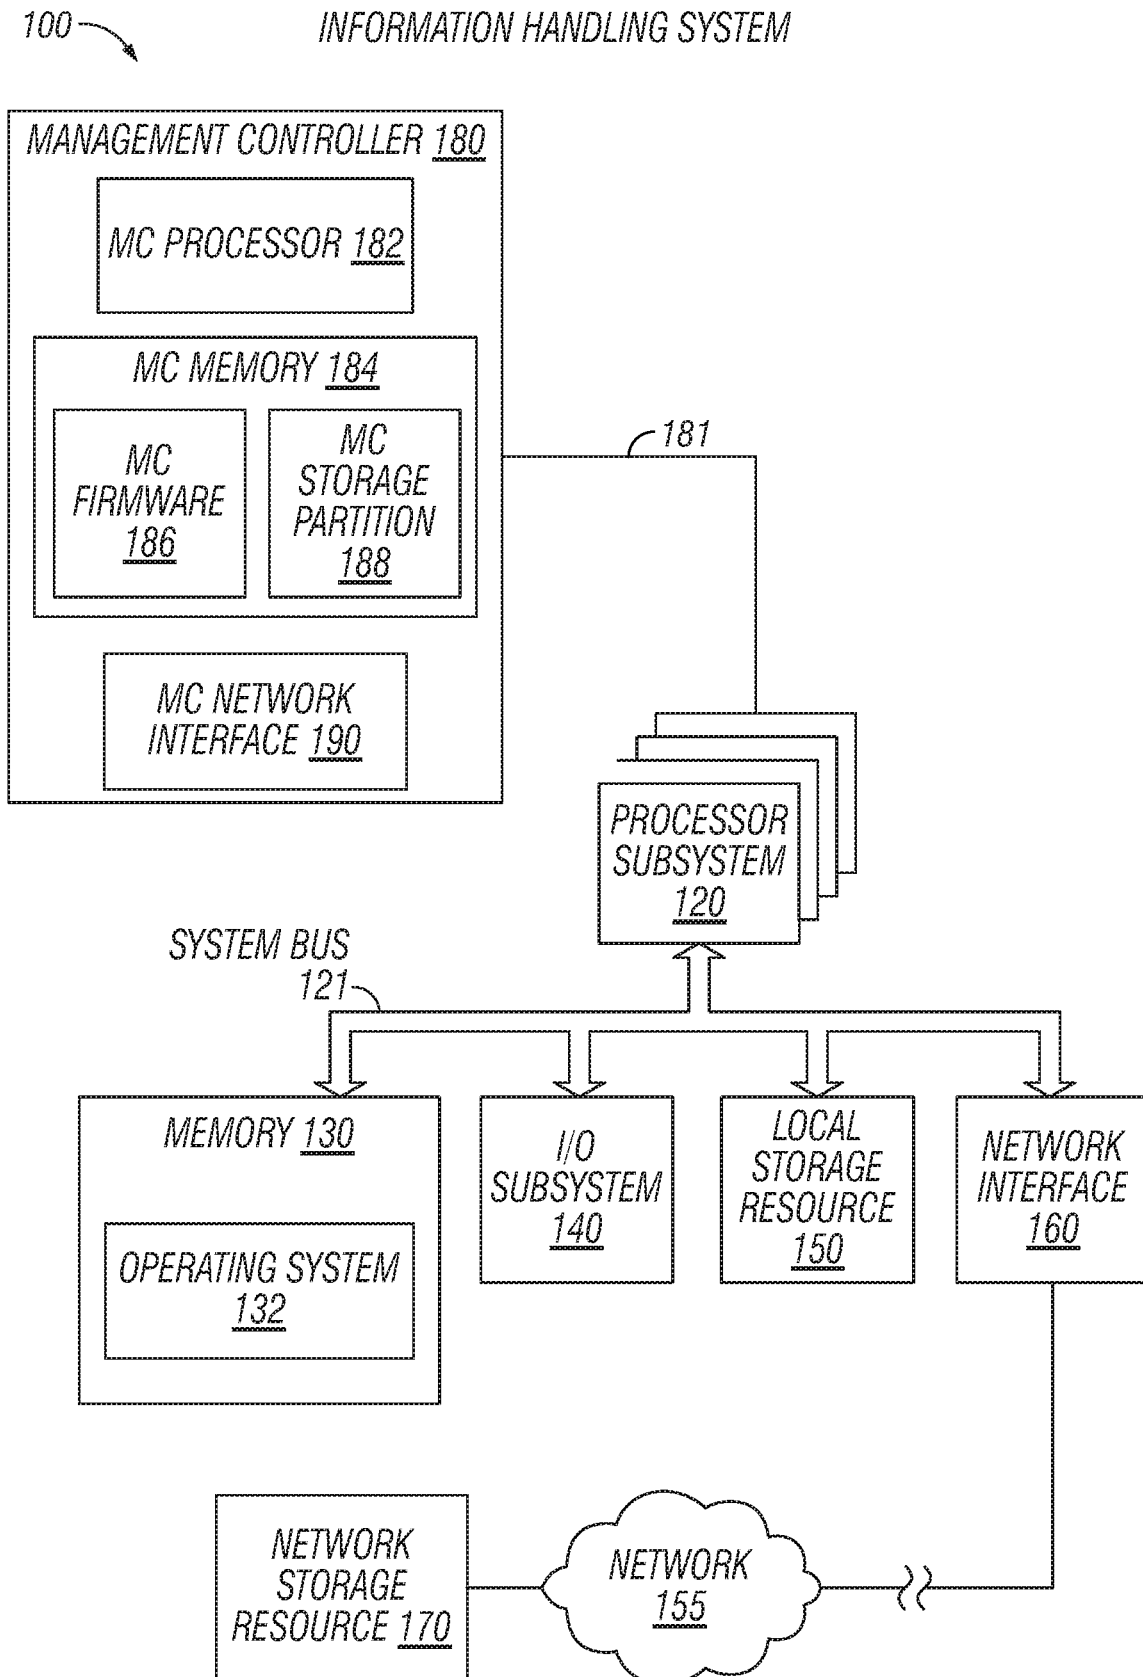 100
INFORMATION HANDLING SYSTEM
MANAGEMENT CONTROLLER 180
MC PROCESSOR 182
MC MEMORY 184
MC
FIRMWARE
186
MC
STORAGE
PARTITION
188
181
MC NETWORK
INTERFACE 190
PROCESSOR
SUBSYSTEM
120
SYSTEM BUS
121
MEMORY 130
OPERATING SYSTEM
132
I/O
SUBSYSTEM
140
LOCAL
STORAGE
RESOURCE
150
NETWORK
INTERFACE
160
NETWORK
STORAGE
RESOURCE 170
NETWORK
155